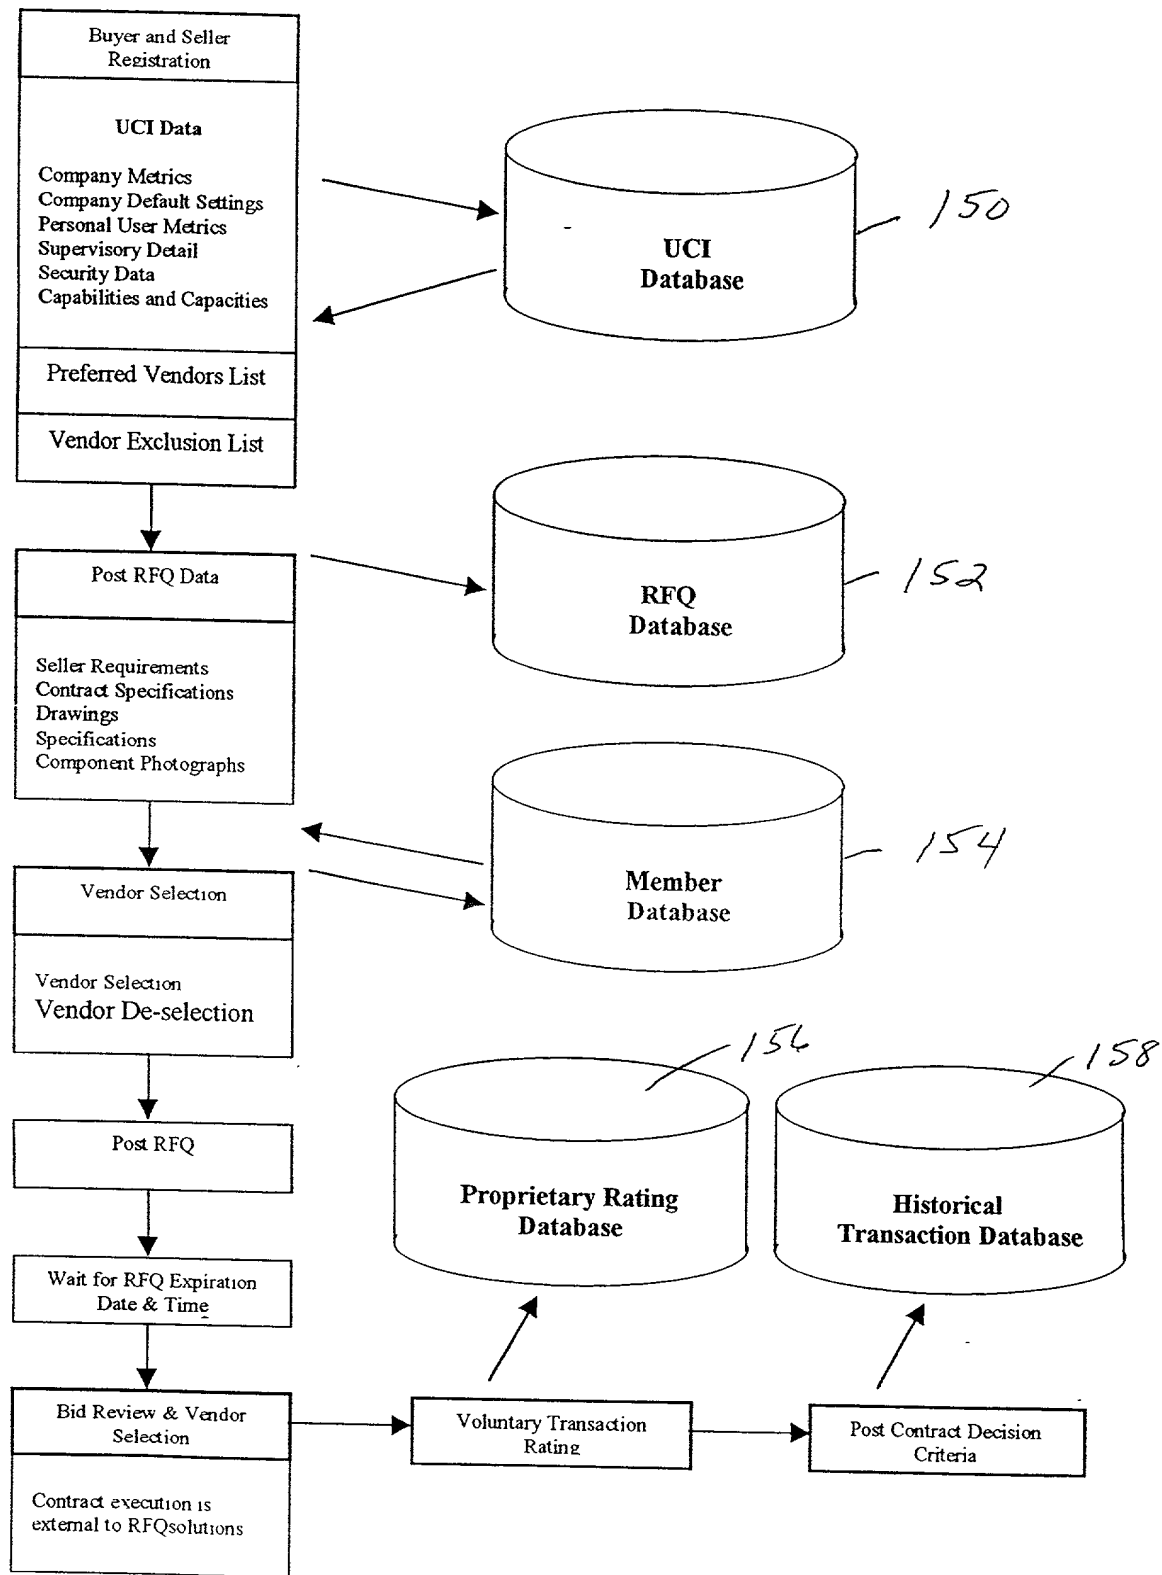 Buyer and Seller
Registration
UCI Data
Company Metrics
Company Default Settings
Personal User Metrics
Supervisory Detail
Security Data
Capabilities and Capacities
Preferred Vendors List
Vendor Exclusion List
UCI
Database
150
Post RFQ Data
Seller Requirements
Contract Specifications
Drawings
Specifications
Component Photographs
RFQ
Database
152
Vendor Selection
Vendor Selection
Vendor De-selection
Member
Database
154
Post RFQ
Wait for RFQ Expiration
Date & Time
Proprietary Rating
Database
156
Historical
Transaction Database
158
Bid Review & Vendor
Selection
Contract execution is
external to RFQsolutions
Voluntary Transaction
Rating
Post Contract Decision
Criteria